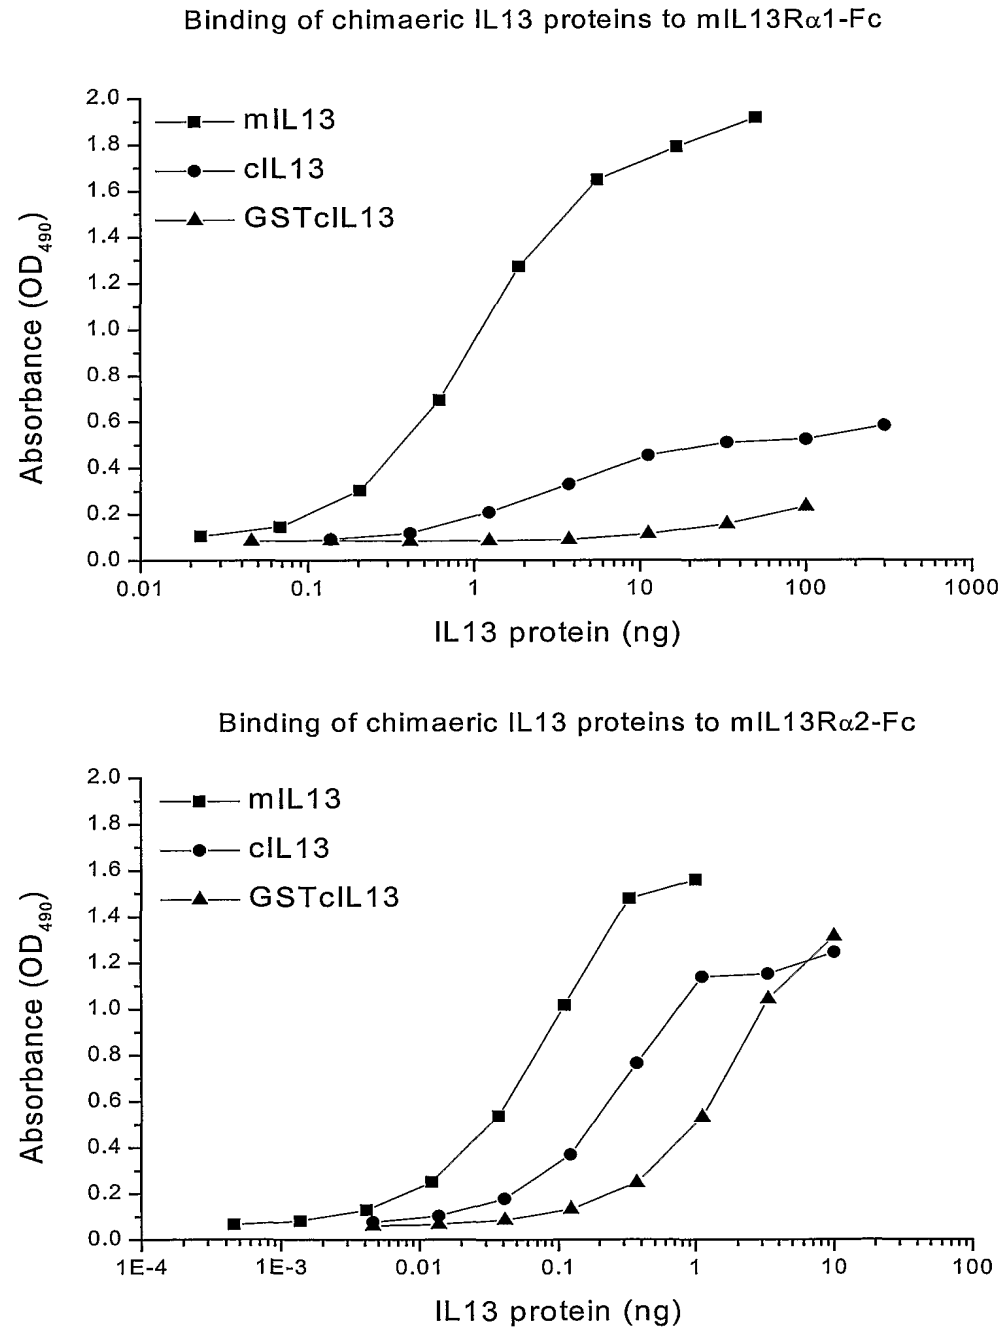 Binding of chimaeric IL13 proteins to mIL13Rα1-Fc
2.0
1.8
1.6
1.4
1.2
1.0
0.8
0.6
0.4
0.2
0.0
mIL13
cIL13
GSTcIL13
Absorbance (OD490)
0.01 0.1 1 10 100 1000
IL13 protein (ng)
Binding of chimaeric IL13 proteins to mIL13Rα2-Fc
2.0
1.8
1.6
1.4
1.2
1.0
0.8
0.6
0.4
0.2
0.0
mIL13
cIL13
GSTcIL13
Absorbance (OD490)
1E-4 1E-3 0.01 0.1 1 10 100
IL13 protein (ng)